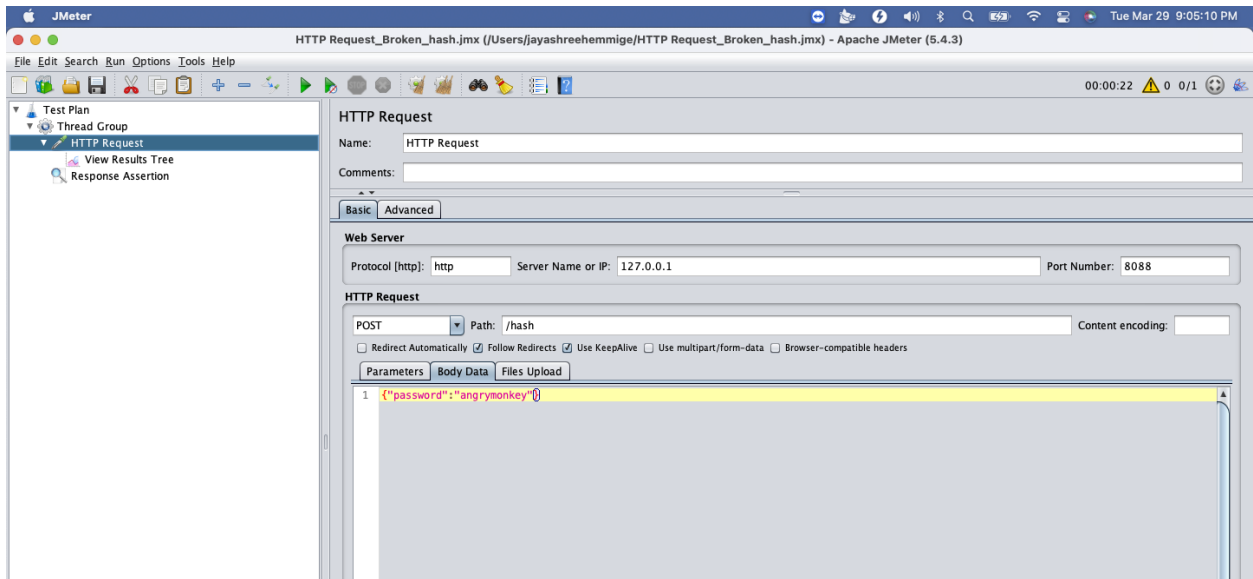 JMeter Tue Mar 29 9:05:10 PM
HTTP Request_Broken_hash.jmx (/Users/jayashreehemmige/HTTP Request_Broken_hash.jmx) - Apache JMeter (5.4.3)
File Edit Search Run Options Tools Help
00:00:22 0 0/1
Test Plan
Thread Group
HTTP Request
View Results Tree
Response Assertion
HTTP Request
Name: HTTP Request
Comments:
Basic Advanced
Web Server
Protocol [http]: http Server Name or IP: 127.0.0.1 Port Number: 8088
HTTP Request
POST Path: /hash Content encoding:
Redirect Automatically Follow Redirects Use KeepAlive Use multipart/form-data Browser-compatible headers
Parameters Body Data Files Upload
1 {"password":"angrymonkey"}